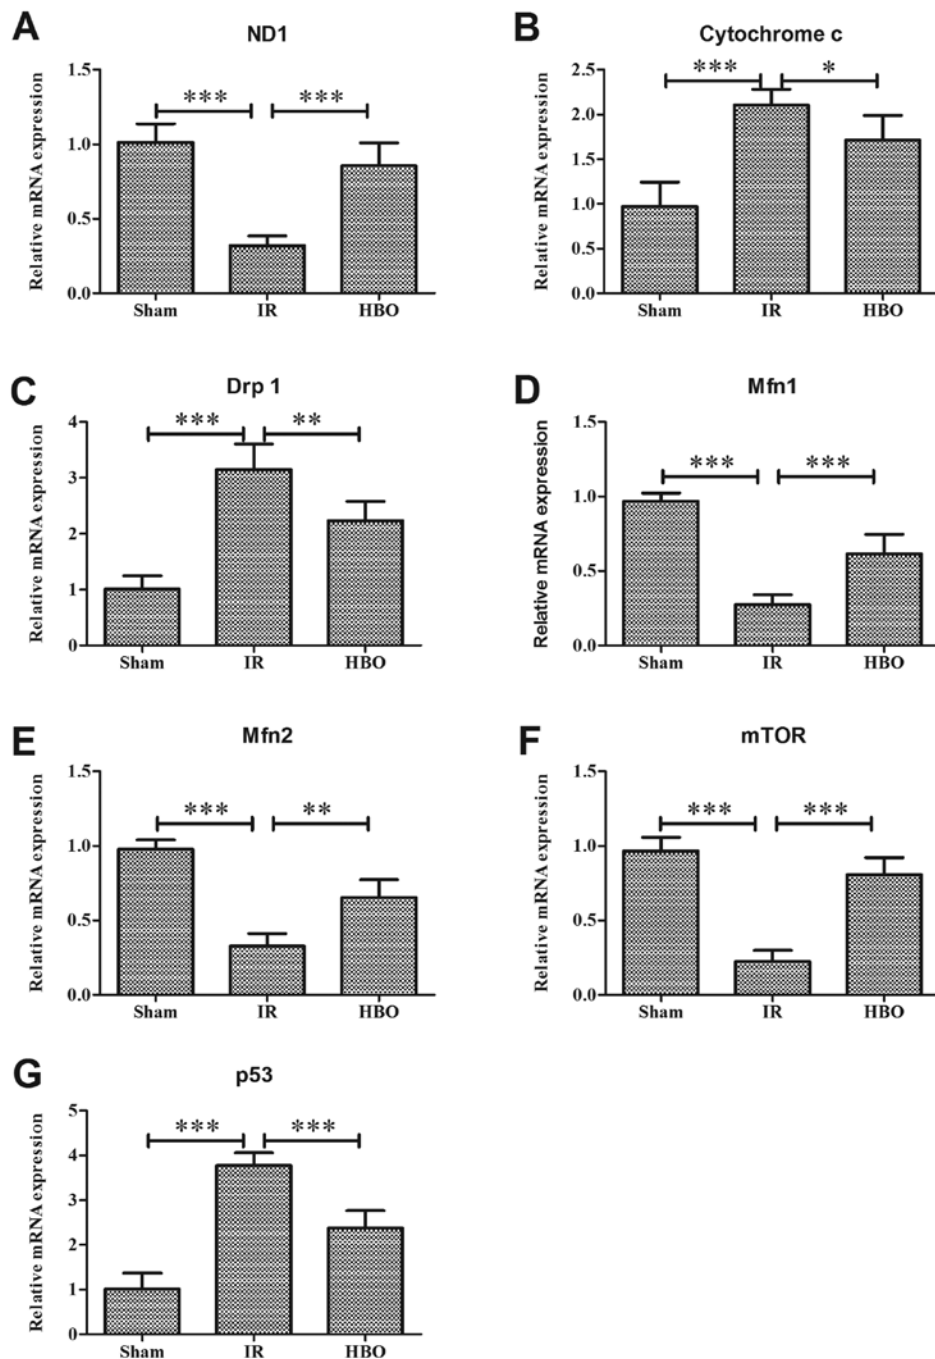 A
ND1
Relative mRNA expression
1.5
1.0
0.5
0.0
*** ***
Sham IR HBO
B
Cytochrome c
Relative mRNA expression
2.5
2.0
1.5
1.0
0.5
0.0
*** *
Sham IR HBO
C
Drp 1
Relative mRNA expression
4
3
2
1
0
*** **
Sham IR HBO
D
Mfn1
Relative mRNA expression
1.5
1.0
0.5
0.0
*** ***
Sham IR HBO
E
Mfn2
Relative mRNA expression
1.5
1.0
0.5
0.0
*** **
Sham IR HBO
F
mTOR
Relative mRNA expression
1.5
1.0
0.5
0.0
*** ***
Sham IR HBO
G
p53
Relative mRNA expression
5
4
3
2
1
0
*** ***
Sham IR HBO